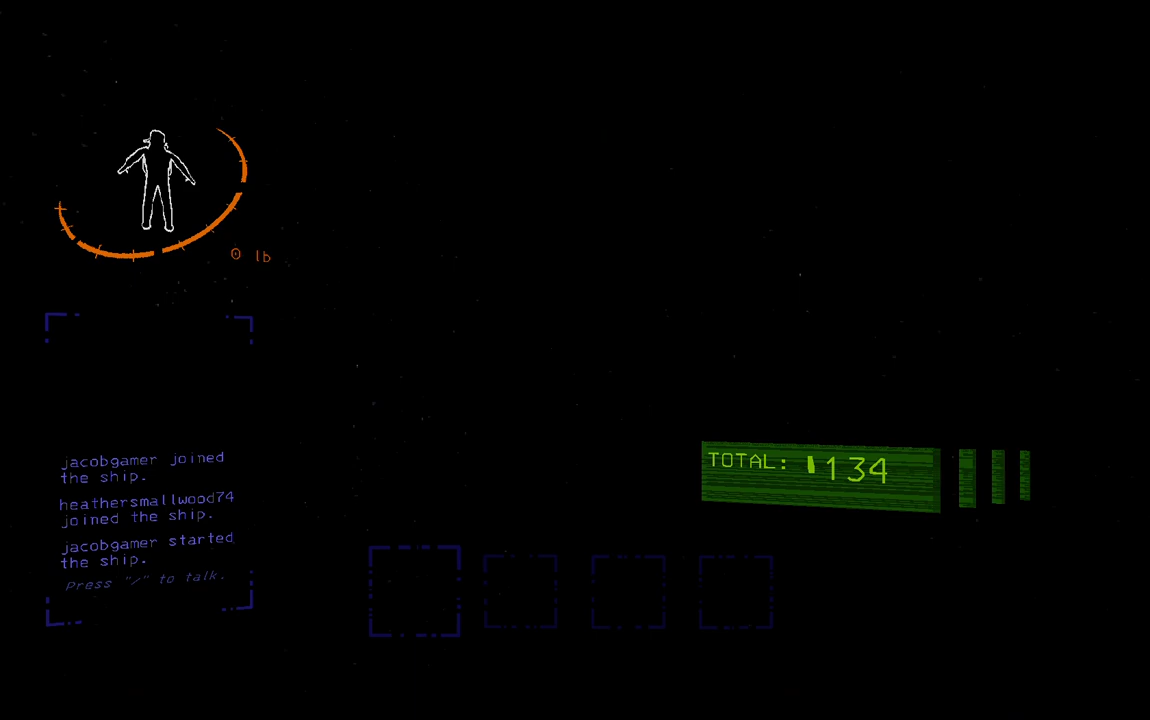 0 lb
jacobgamer joined
the ship.
heathersmallwood74
joined the ship.
jacobgamer started
the ship.
Press "/" to talk.
TOTAL: ▮134